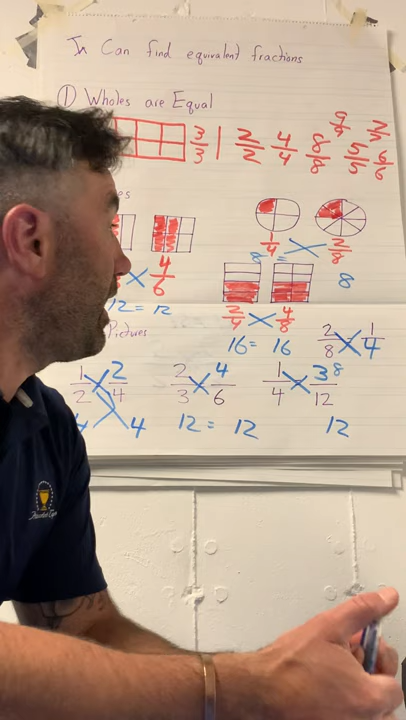 I Can find equivalent fractions
① Wholes are Equal
3/3 | 2/2 4/4 8/8 9/9 5/5 2/2 6/6
4/6 1/4 2/8
8 =
8
12 = 12
2/4 4/8
Pictures
16 = 16
2/8 1/4
1/2 2/4 2/3 4/6 1/4 3/12
8
4 12 = 12 12